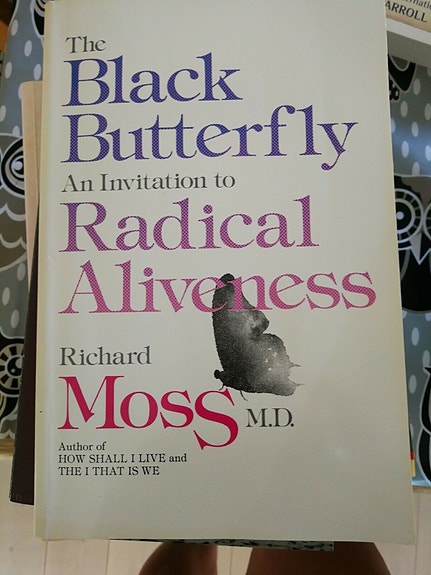 The
Black
Butterfly
An Invitation to
Radical
Aliveness
Richard
Moss M.D.
Author of
HOW SHALL I LIVE and
THE I THAT IS WE
ARROLL